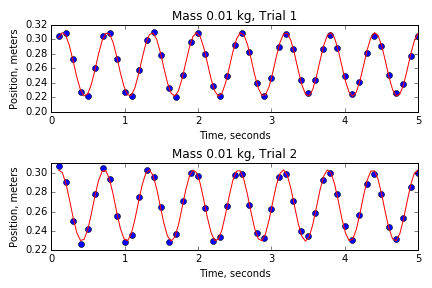 Mass 0.01 kg, Trial 1
0.32
0.30
0.28
0.26
0.24
0.22
0.20
Position, meters
0 1 2 3 4 5
Time, seconds
Mass 0.01 kg, Trial 2
0.30
0.28
0.26
0.24
0.22
Position, meters
0 1 2 3 4 5
Time, seconds